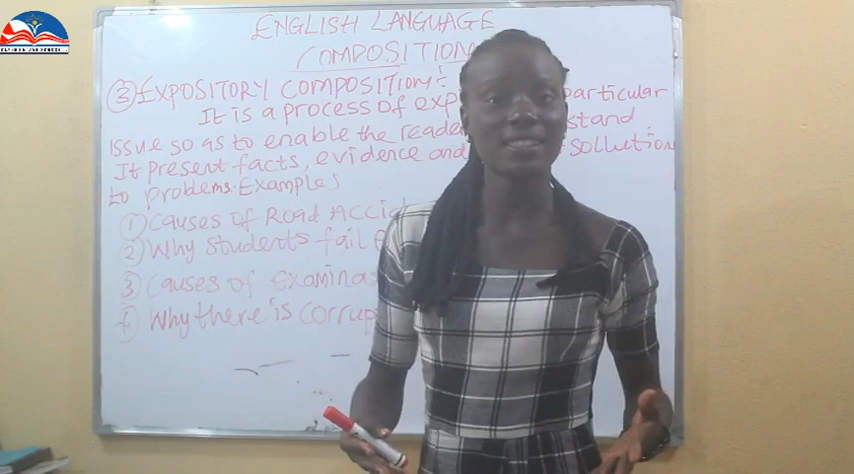 ENGLISH LANGUAGE
COMPOSITION
③ EXPOSITORY COMPOSITION:
It is a process of exp particular
issue so as to enable the reade stand
It present facts, evidence and sollution
to problems. Examples
① Causes of Road Accid
② Why students fail
③ Causes of examina
④ Why there is corrup